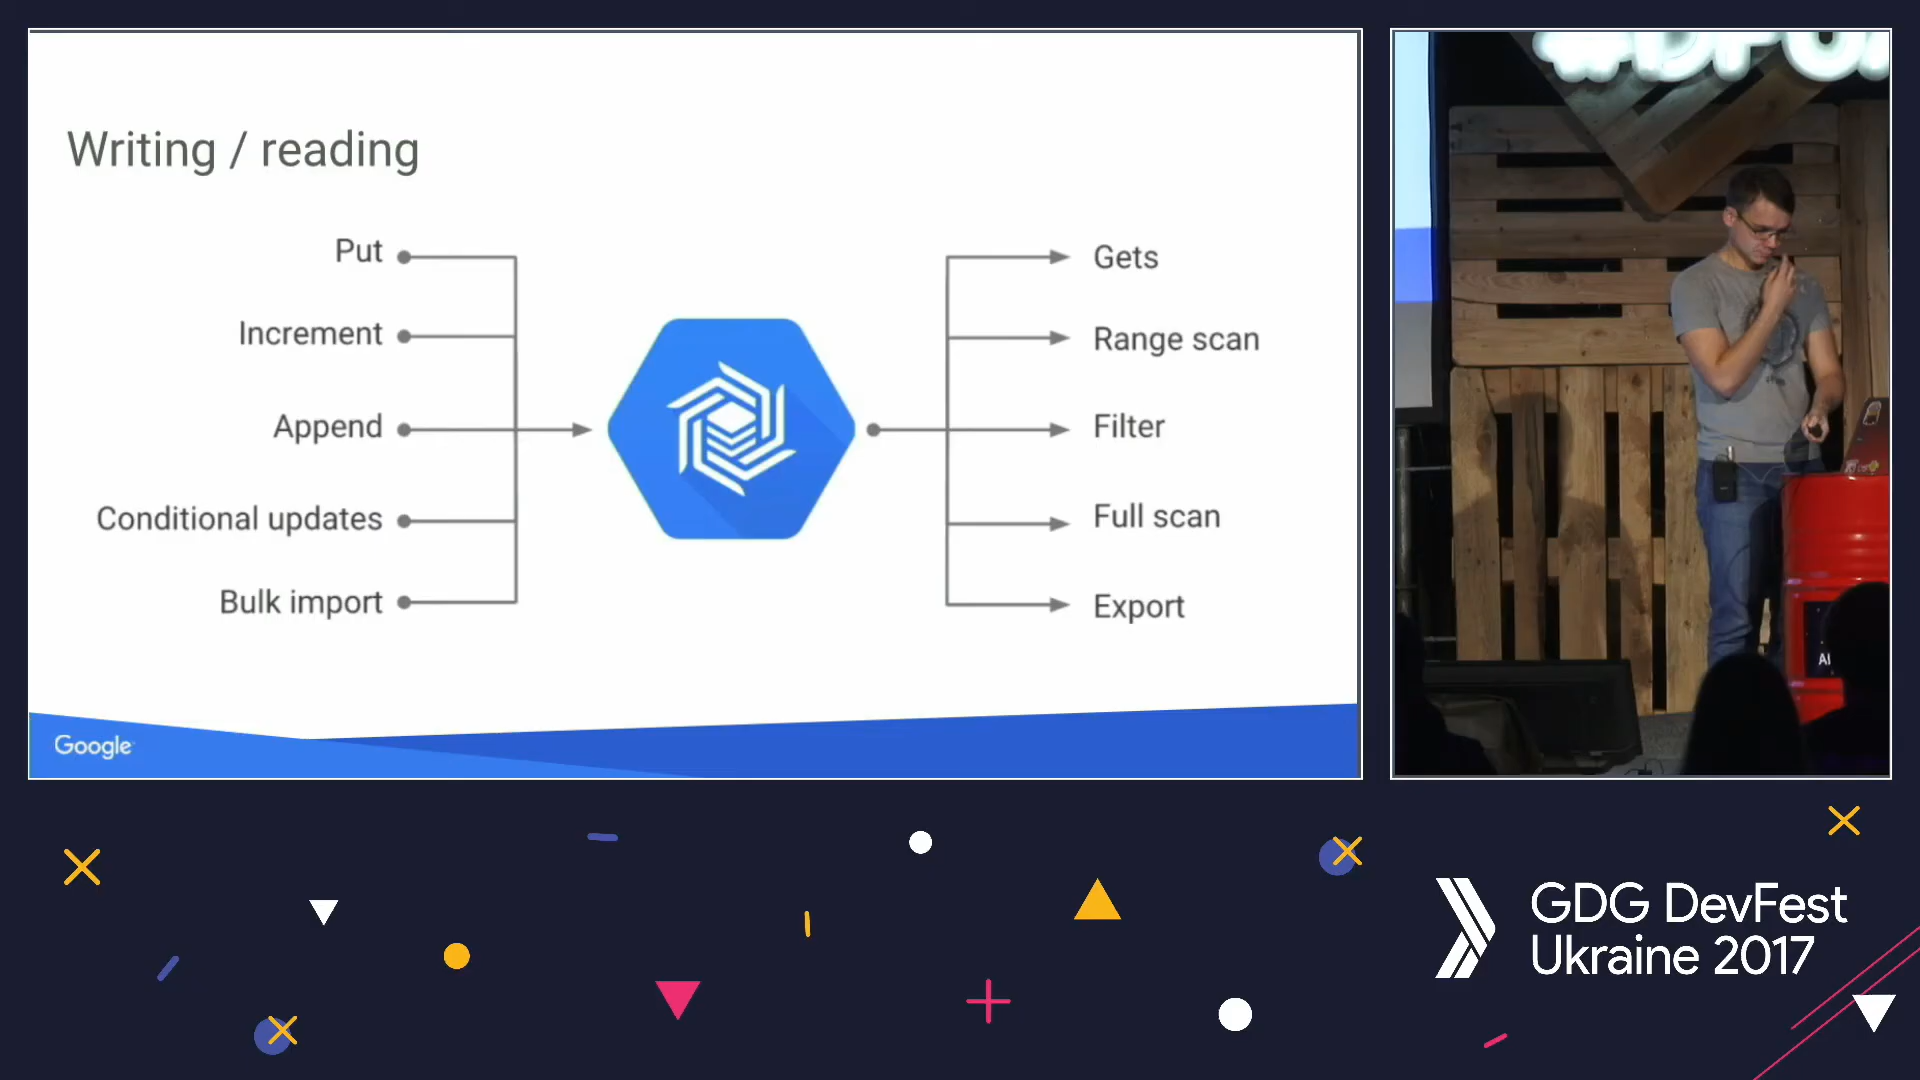 Writing / reading
Put
Increment
Append
Conditional updates
Bulk import
Gets
Range scan
Filter
Full scan
Export
Google
GDG DevFest
Ukraine 2017